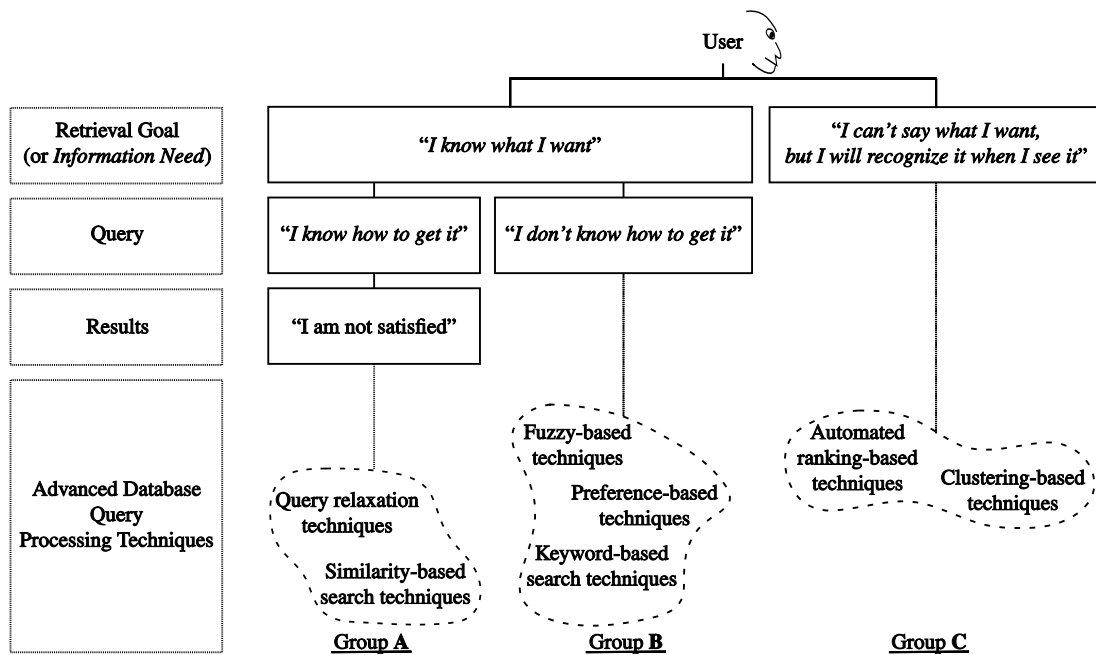 User
Retrieval Goal
(or Information Need)
“I know what I want”
“I can’t say what I want,
but I will recognize it when I see it”
Query
“I know how to get it”
“I don’t know how to get it”
Results
“I am not satisfied”
Advanced Database
Query
Processing Techniques
Query relaxation
techniques
Similarity-based
search techniques
Fuzzy-based
techniques
Preference-based
techniques
Keyword-based
search techniques
Automated
ranking-based
techniques
Clustering-based
techniques
Group A
Group B
Group C